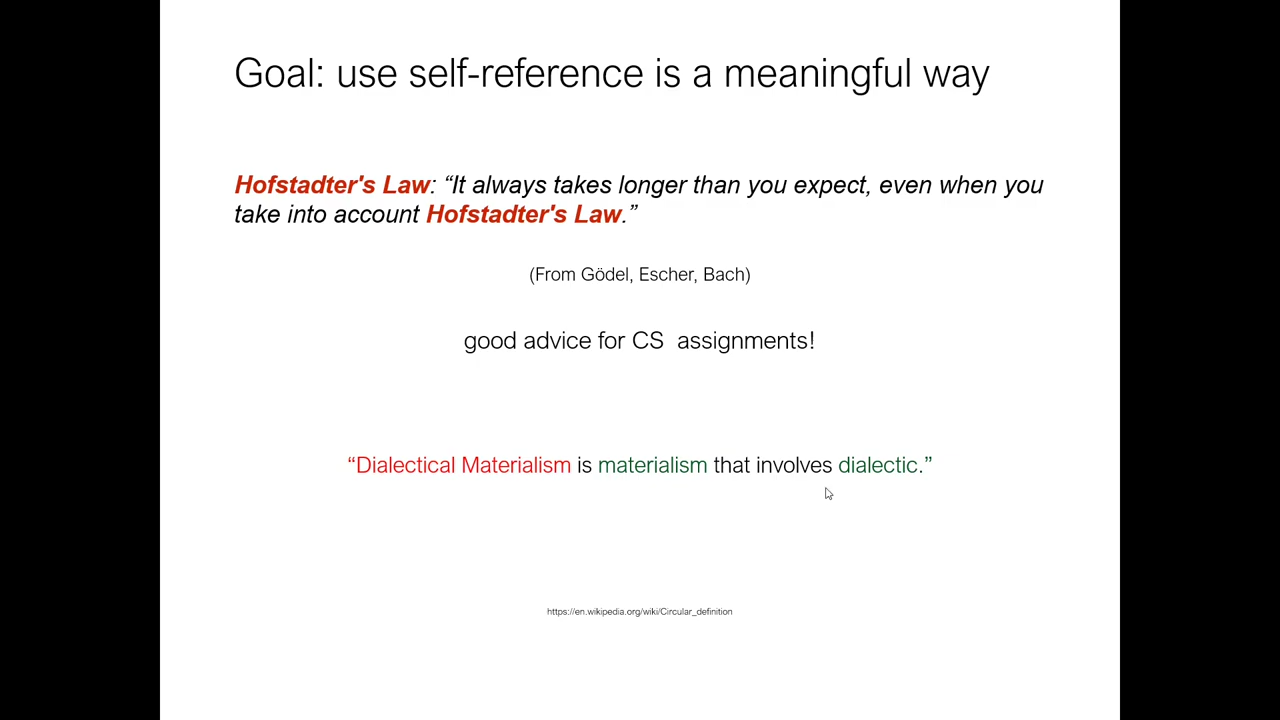 Goal: use self-reference is a meaningful way
Hofstadter's Law: “It always takes longer than you expect, even when you
take into account Hofstadter's Law.”
(From Gödel, Escher, Bach)
good advice for CS  assignments!
“Dialectical Materialism is materialism that involves dialectic.”
https://en.wikipedia.org/wiki/Circular_definition